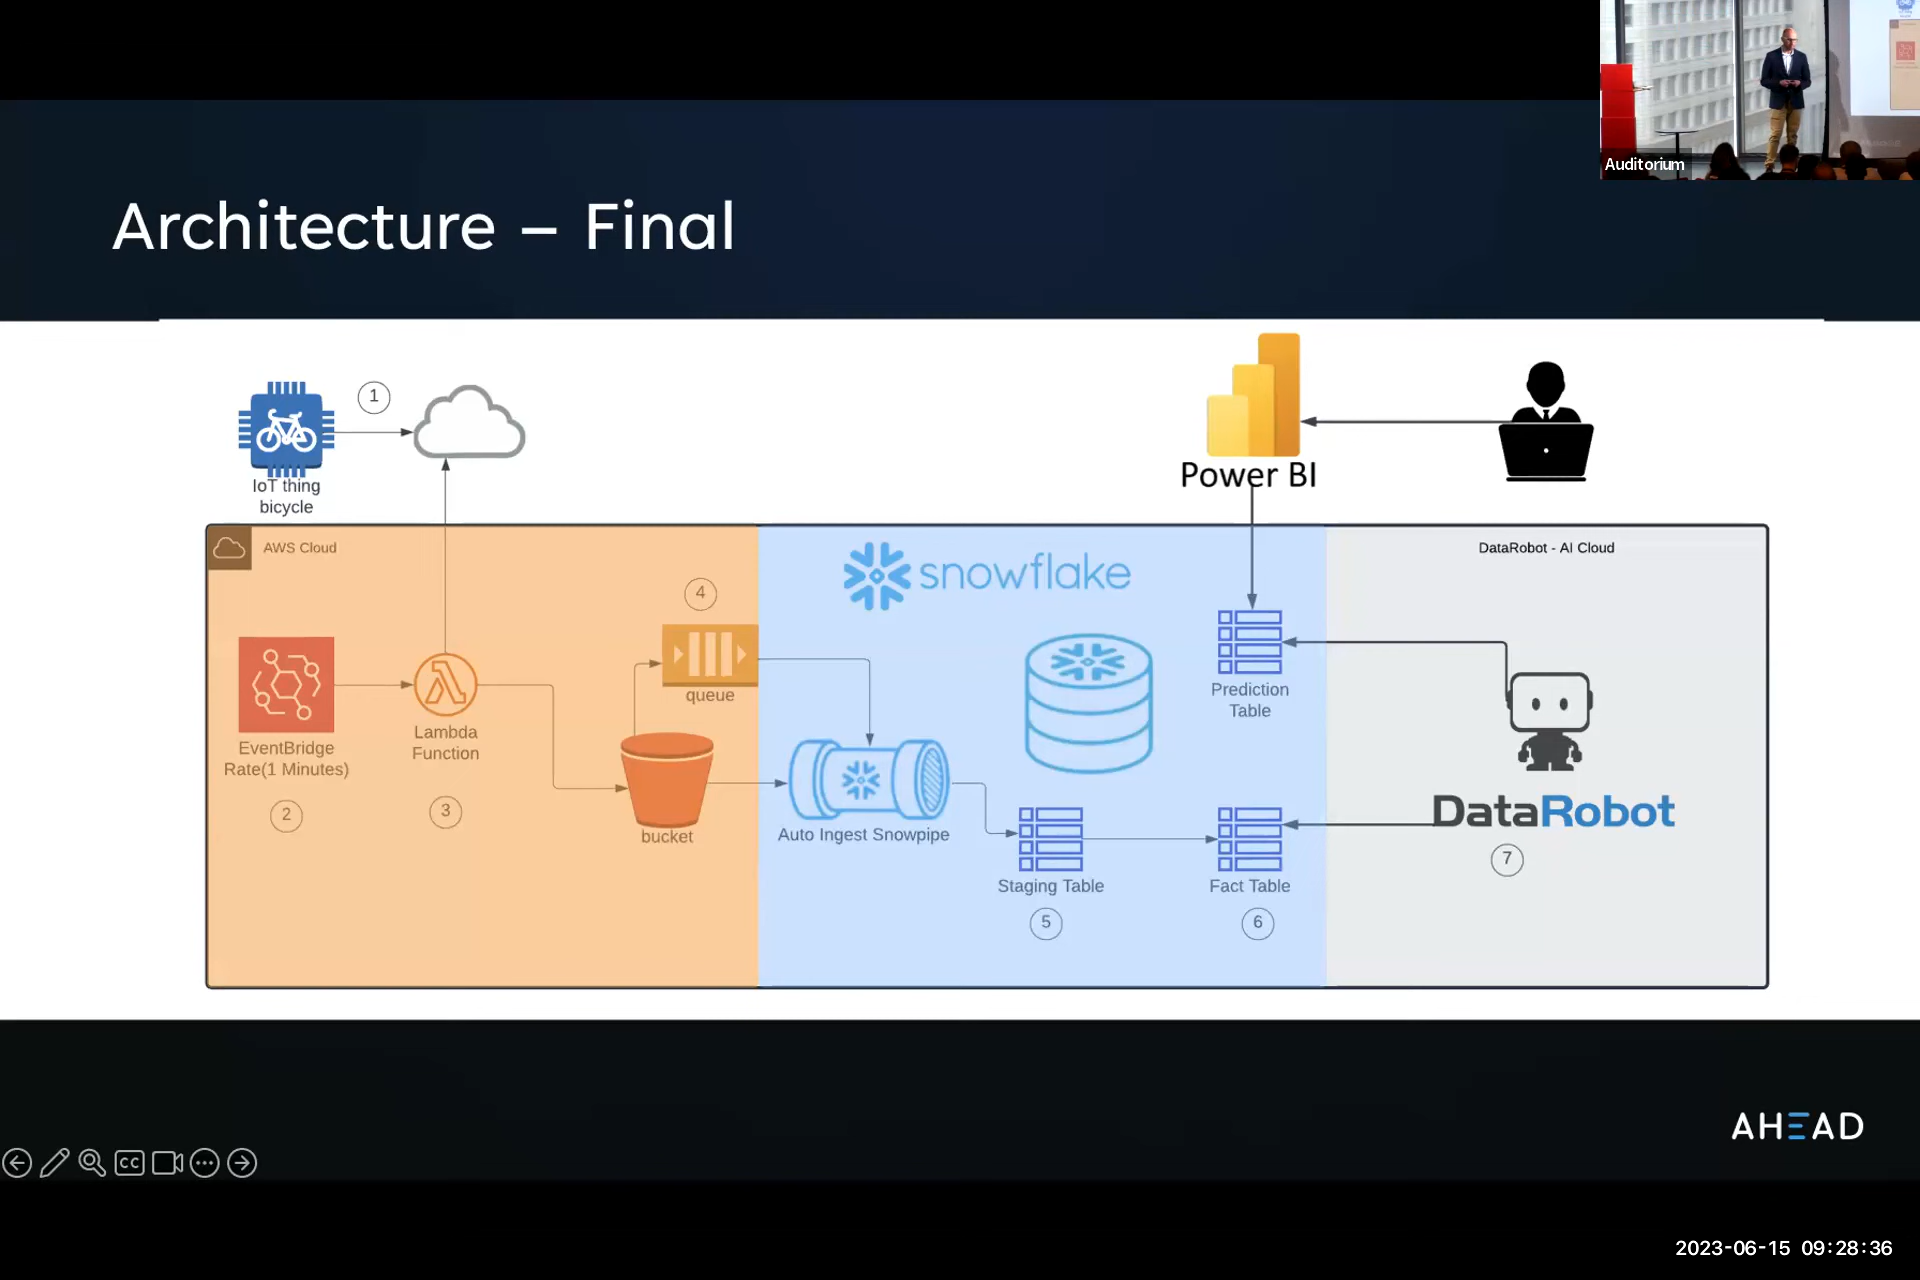 Auditorium
Architecture – Final
1
IoT thing
bicycle
Power BI
AWS Cloud
snowflake
DataRobot - AI Cloud
4
queue
EventBridge
Rate(1 Minutes)
2
Lambda
Function
3
bucket
Auto Ingest Snowpipe
Prediction
Table
Staging Table
5
Fact Table
6
DataRobot
7
AHEAD
CC
2023-06-15 09:28:36